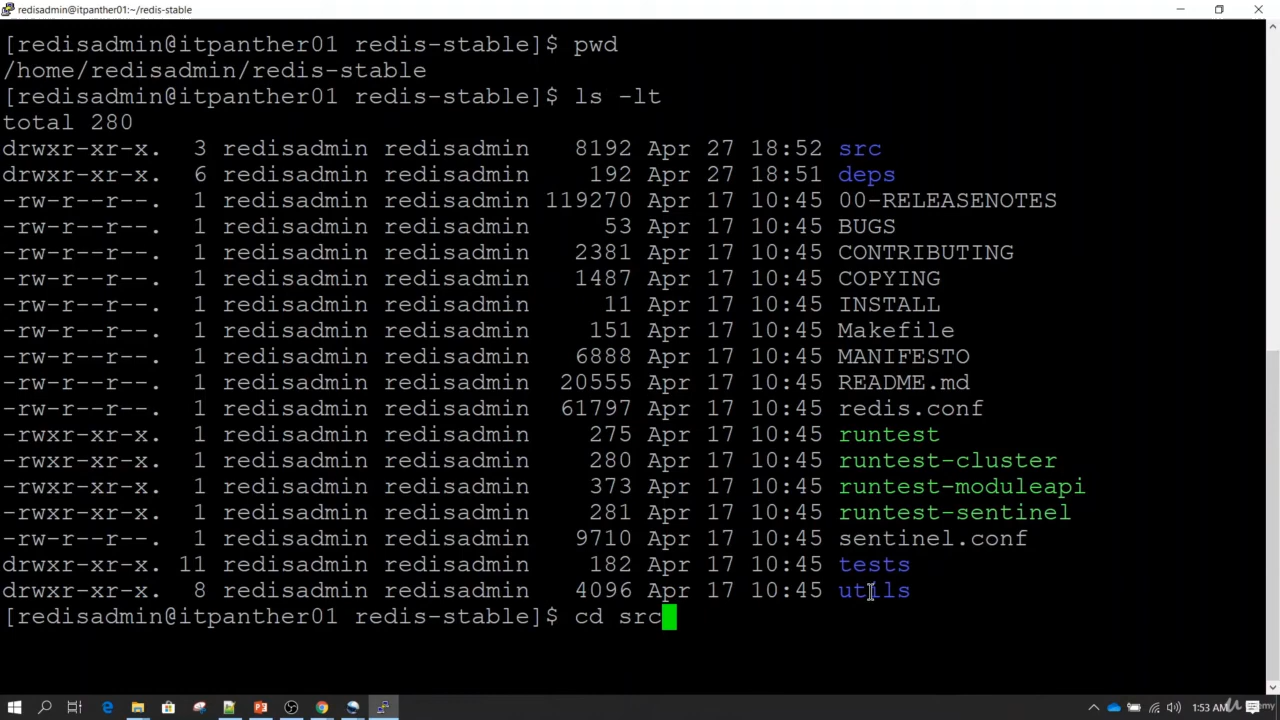 redisadmin@itpanther01:~/redis-stable
[redisadmin@itpanther01 redis-stable]$ pwd
/home/redisadmin/redis-stable
[redisadmin@itpanther01 redis-stable]$ ls -lt
total 280
drwxr-xr-x. 3 redisadmin redisadmin 8192 Apr 27 18:52 src
drwxr-xr-x. 6 redisadmin redisadmin 192 Apr 27 18:51 deps
-rw-r--r--. 1 redisadmin redisadmin 119270 Apr 17 10:45 00-RELEASENOTES
-rw-r--r--. 1 redisadmin redisadmin 53 Apr 17 10:45 BUGS
-rw-r--r--. 1 redisadmin redisadmin 2381 Apr 17 10:45 CONTRIBUTING
-rw-r--r--. 1 redisadmin redisadmin 1487 Apr 17 10:45 COPYING
-rw-r--r--. 1 redisadmin redisadmin 11 Apr 17 10:45 INSTALL
-rw-r--r--. 1 redisadmin redisadmin 151 Apr 17 10:45 Makefile
-rw-r--r--. 1 redisadmin redisadmin 6888 Apr 17 10:45 MANIFESTO
-rw-r--r--. 1 redisadmin redisadmin 20555 Apr 17 10:45 README.md
-rw-r--r--. 1 redisadmin redisadmin 61797 Apr 17 10:45 redis.conf
-rwxr-xr-x. 1 redisadmin redisadmin 275 Apr 17 10:45 runtest
-rwxr-xr-x. 1 redisadmin redisadmin 280 Apr 17 10:45 runtest-cluster
-rwxr-xr-x. 1 redisadmin redisadmin 373 Apr 17 10:45 runtest-moduleapi
-rwxr-xr-x. 1 redisadmin redisadmin 281 Apr 17 10:45 runtest-sentinel
-rw-r--r--. 1 redisadmin redisadmin 9710 Apr 17 10:45 sentinel.conf
drwxr-xr-x. 11 redisadmin redisadmin 182 Apr 17 10:45 tests
drwxr-xr-x. 8 redisadmin redisadmin 4096 Apr 17 10:45 utils
[redisadmin@itpanther01 redis-stable]$ cd src
1:53 AM